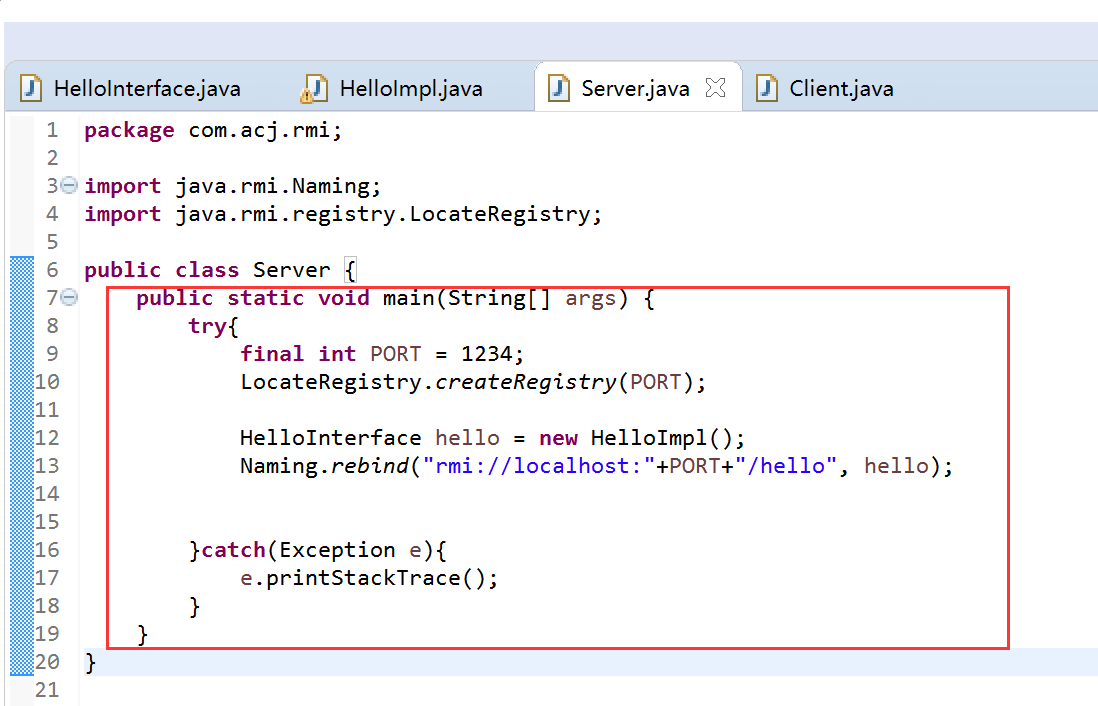 HelloInterface.java HelloImpl.java Server.java Client.java
1 package com.acj.rmi;
2
3 import java.rmi.Naming;
4 import java.rmi.registry.LocateRegistry;
5
6 public class Server {
7     public static void main(String[] args) {
8         try{
9             final int PORT = 1234;
10             LocateRegistry.createRegistry(PORT);
11
12             HelloInterface hello = new HelloImpl();
13             Naming.rebind("rmi://localhost:"+PORT+"/hello", hello);
14
15
16         }catch(Exception e){
17             e.printStackTrace();
18         }
19     }
20 }
21